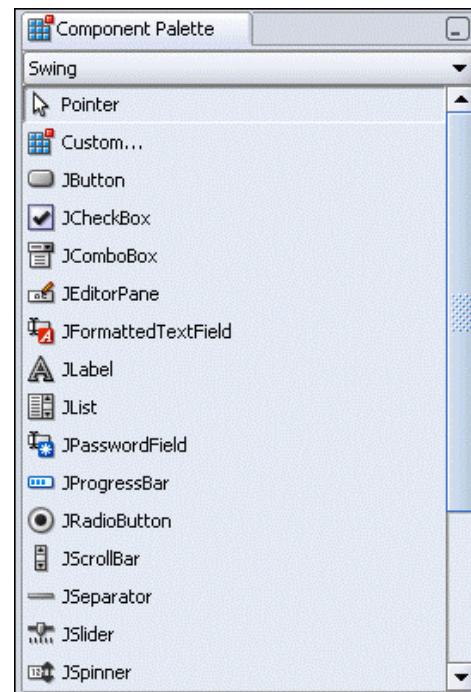 Component Palette
Swing
Pointer
Custom...
JButton
JCheckBox
JComboBox
JEditorPane
JFormattedTextField
JLabel
JList
JPasswordField
JProgressBar
JRadioButton
JScrollBar
JSeparator
JSlider
JSpinner